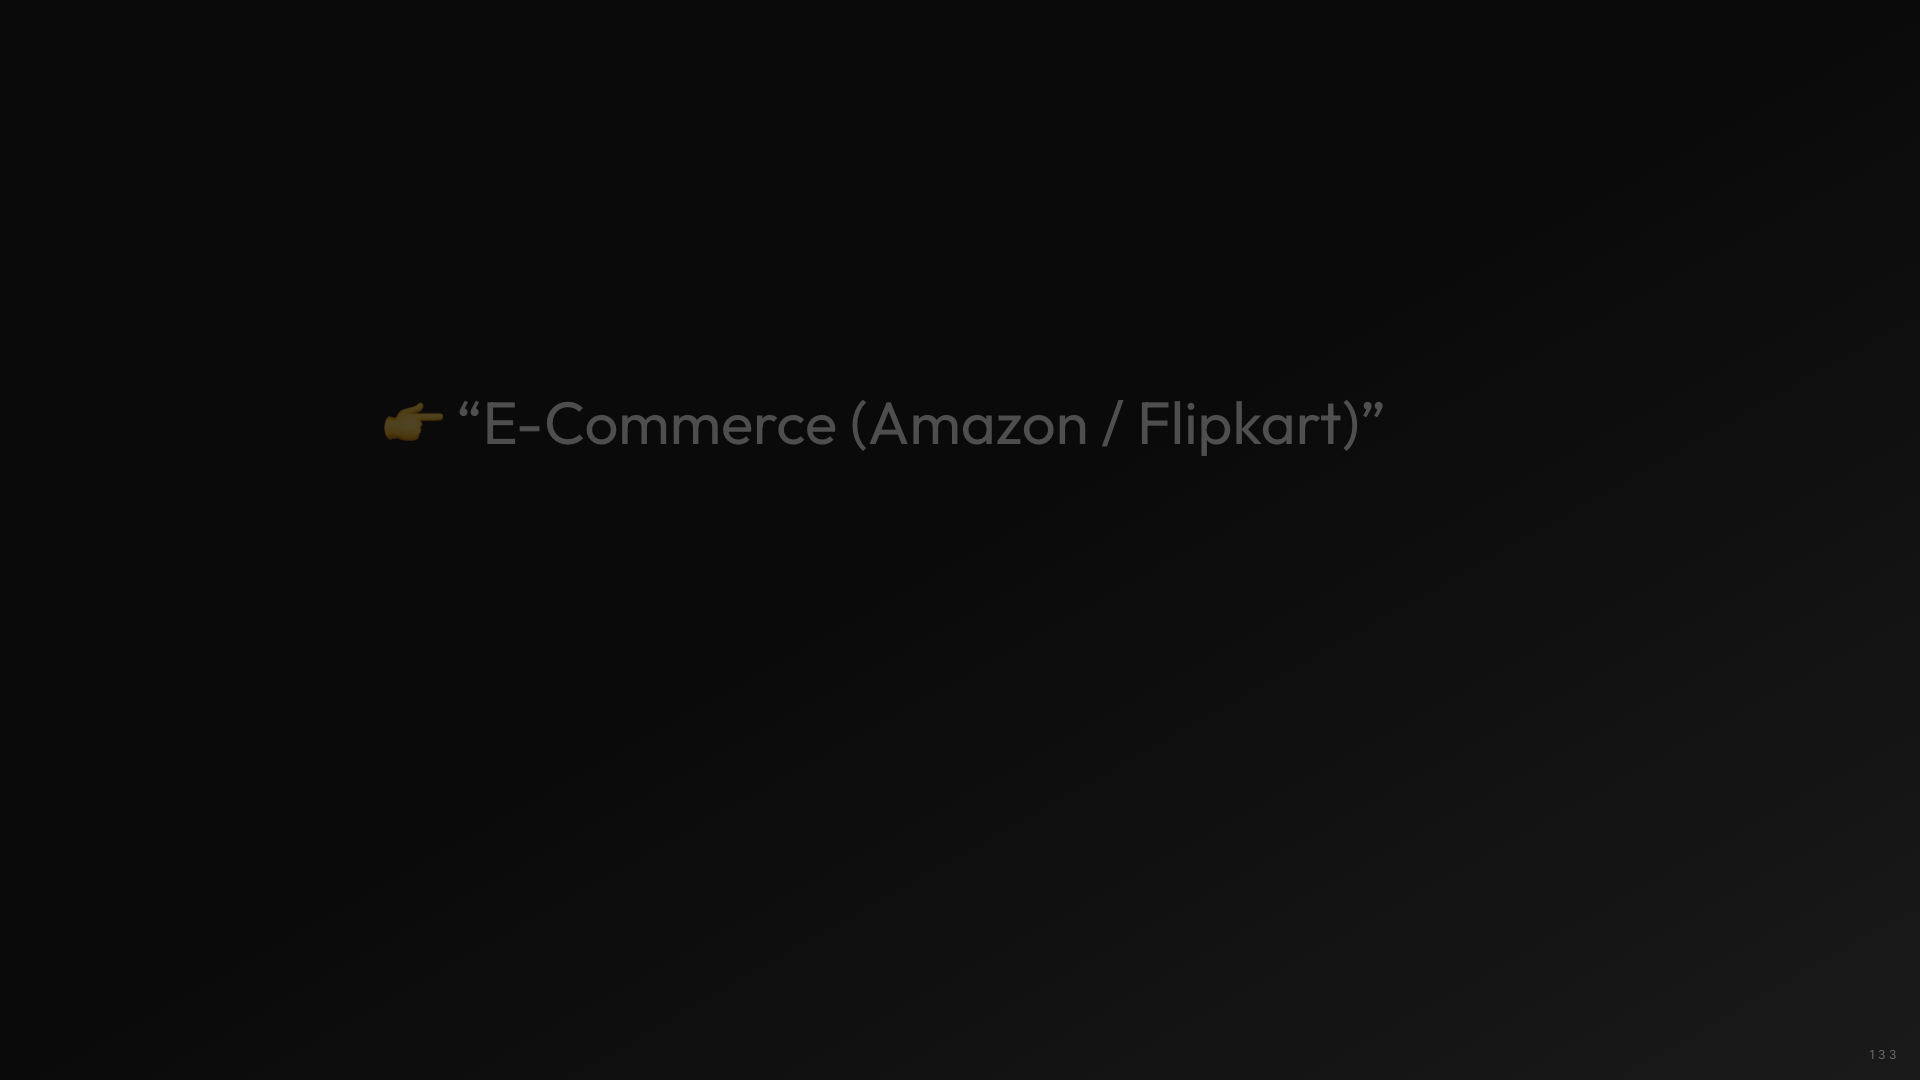 👉 “E-Commerce (Amazon / Flipkart)”
133